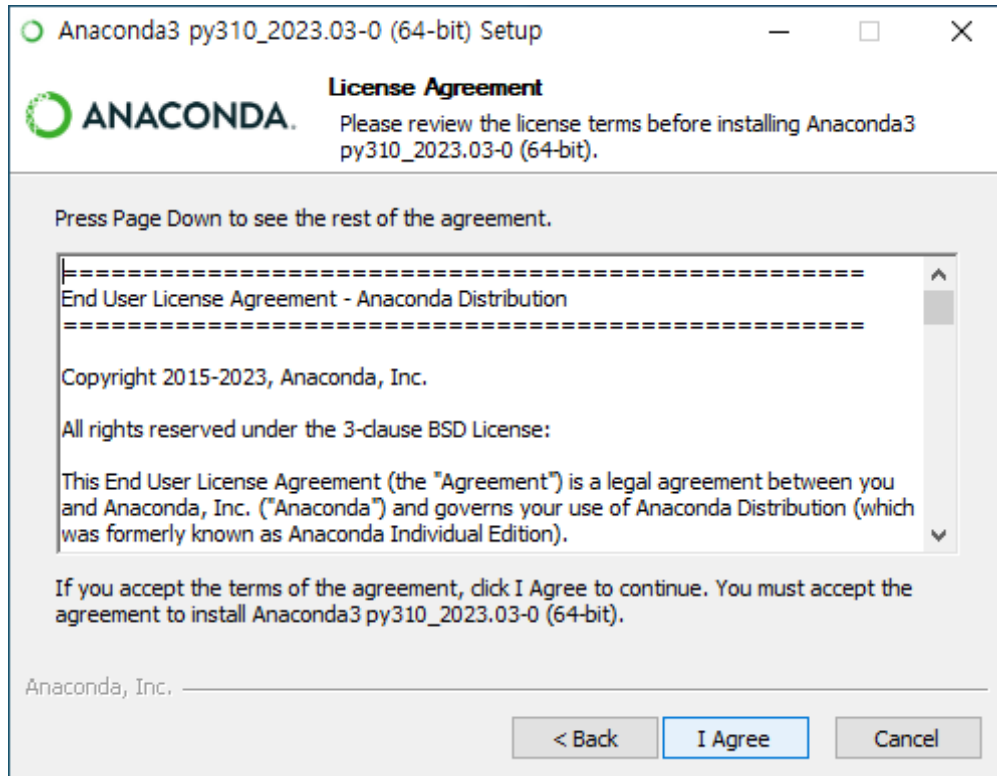 Anaconda3 py310_2023.03-0 (64-bit) Setup
ANACONDA.
License Agreement
Please review the license terms before installing Anaconda3
py310_2023.03-0 (64-bit).
Press Page Down to see the rest of the agreement.
==================================================
End User License Agreement - Anaconda Distribution
==================================================
Copyright 2015-2023, Anaconda, Inc.
All rights reserved under the 3-clause BSD License:
This End User License Agreement (the "Agreement") is a legal agreement between you
and Anaconda, Inc. ("Anaconda") and governs your use of Anaconda Distribution (which
was formerly known as Anaconda Individual Edition).
If you accept the terms of the agreement, click I Agree to continue. You must accept the
agreement to install Anaconda3 py310_2023.03-0 (64-bit).
Anaconda, Inc.
< Back
I Agree
Cancel